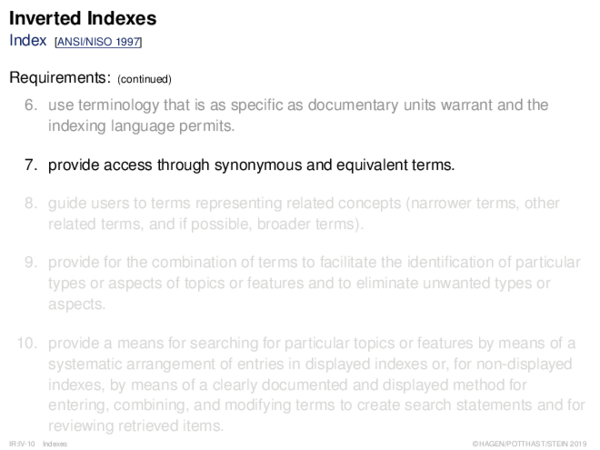 Inverted Indexes
Index [ANSI/NISO 1997]
Requirements: (continued)
6. use terminology that is as specific as documentary units warrant and the
indexing language permits.
7. provide access through synonymous and equivalent terms.
8. guide users to terms representing related concepts (narrower terms, other
related terms, and if possible, broader terms).
9. provide for the combination of terms to facilitate the identification of particular
types or aspects of topics or features and to eliminate unwanted types or
aspects.
10. provide a means for searching for particular topics or features by means of a
systematic arrangement of entries in displayed indexes or, for non-displayed
indexes, by means of a clearly documented and displayed method for
entering, combining, and modifying terms to create search statements and for
reviewing retrieved items.
IR:IV-10 Indexes ©HAGEN/POTTHAST/STEIN 2019